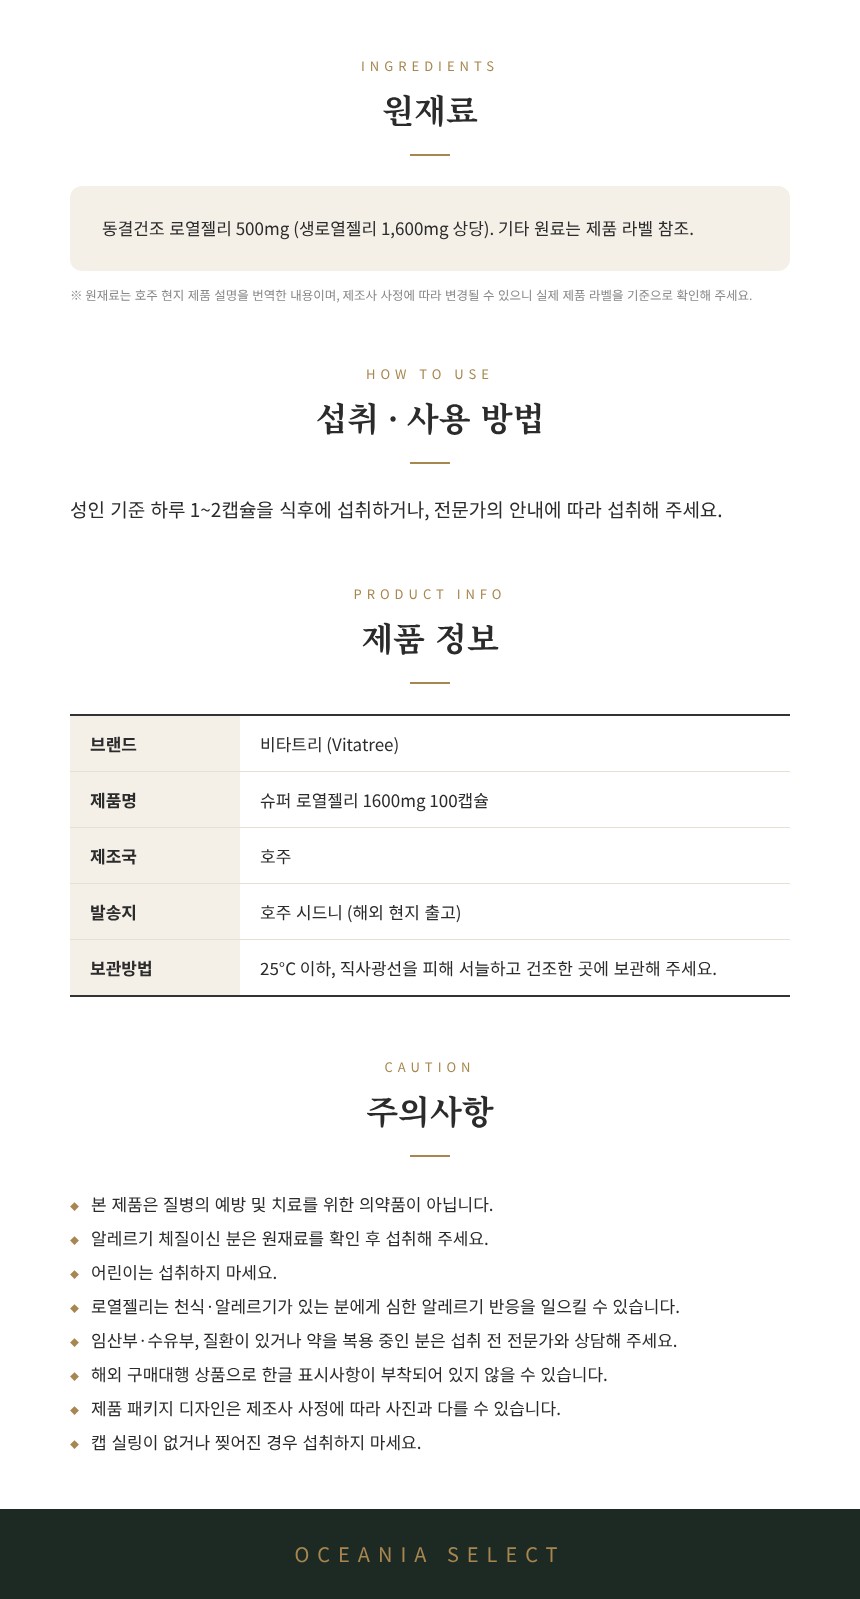 INGREDIENTS
원재료
동결건조 로열젤리 500mg (생로열젤리 1,600mg 상당). 기타 원료는 제품 라벨 참조.
※ 원재료는 호주 현지 제품 설명을 번역한 내용이며, 제조사 사정에 따라 변경될 수 있으니 실제 제품 라벨을 기준으로 확인해 주세요.
HOW TO USE
섭취 · 사용 방법
성인 기준 하루 1~2캡슐을 식후에 섭취하거나, 전문가의 안내에 따라 섭취해 주세요.
PRODUCT INFO
제품 정보
브랜드 비타트리 (Vitatree)
제품명 슈퍼 로열젤리 1600mg 100캡슐
제조국 호주
발송지 호주 시드니 (해외 현지 출고)
보관방법 25°C 이하, 직사광선을 피해 서늘하고 건조한 곳에 보관해 주세요.
CAUTION
주의사항
◆ 본 제품은 질병의 예방 및 치료를 위한 의약품이 아닙니다.
◆ 알레르기 체질이신 분은 원재료를 확인 후 섭취해 주세요.
◆ 어린이는 섭취하지 마세요.
◆ 로열젤리는 천식·알레르기가 있는 분에게 심한 알레르기 반응을 일으킬 수 있습니다.
◆ 임산부·수유부, 질환이 있거나 약을 복용 중인 분은 섭취 전 전문가와 상담해 주세요.
◆ 해외 구매대행 상품으로 한글 표시사항이 부착되어 있지 않을 수 있습니다.
◆ 제품 패키지 디자인은 제조사 사정에 따라 사진과 다를 수 있습니다.
◆ 캡 실링이 없거나 찢어진 경우 섭취하지 마세요.
OCEANIA SELECT